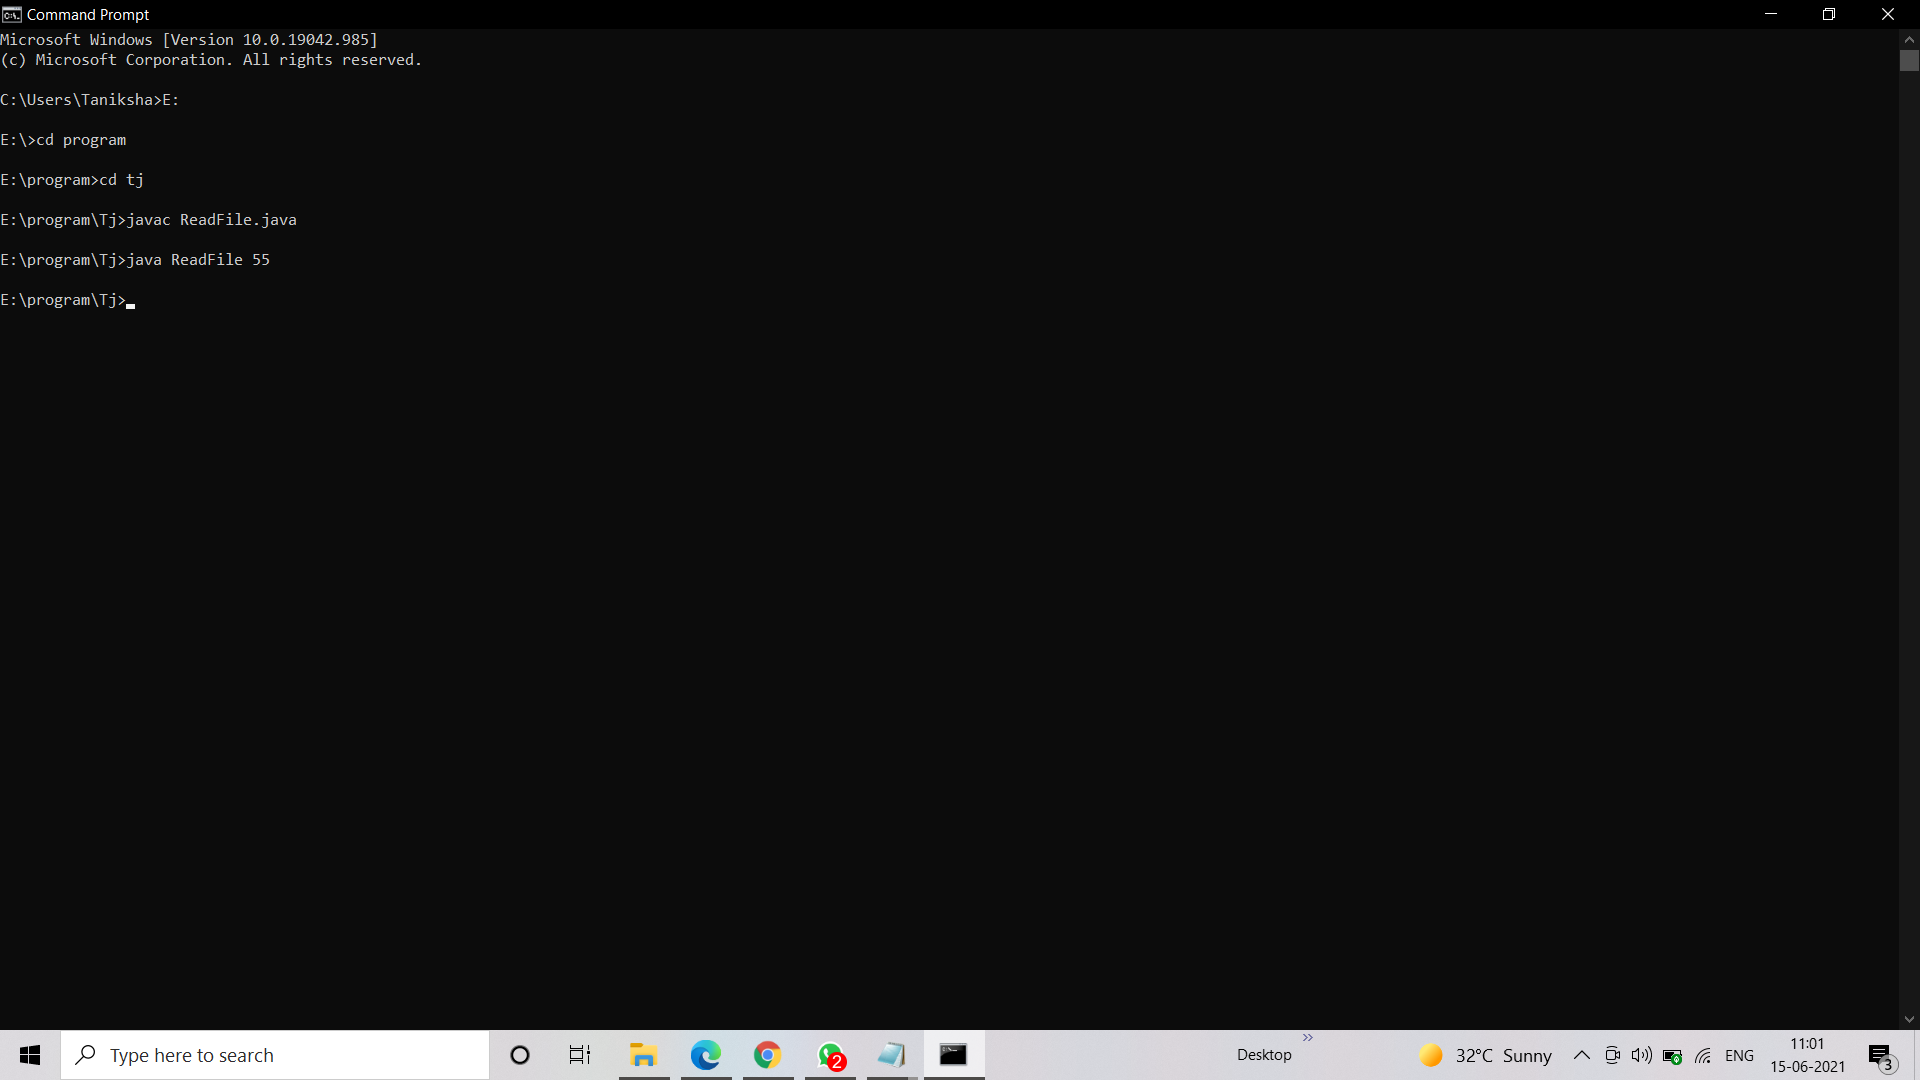 Command Prompt
Microsoft Windows [Version 10.0.19042.985]
(c) Microsoft Corporation. All rights reserved.
C:\Users\Taniksha>E:
E:\>cd program
E:\program>cd tj
E:\program\Tj>javac ReadFile.java
E:\program\Tj>java ReadFile 55
E:\program\Tj>
Type here to search
2
Desktop
32°C Sunny
ENG
11:01
15-06-2021
3